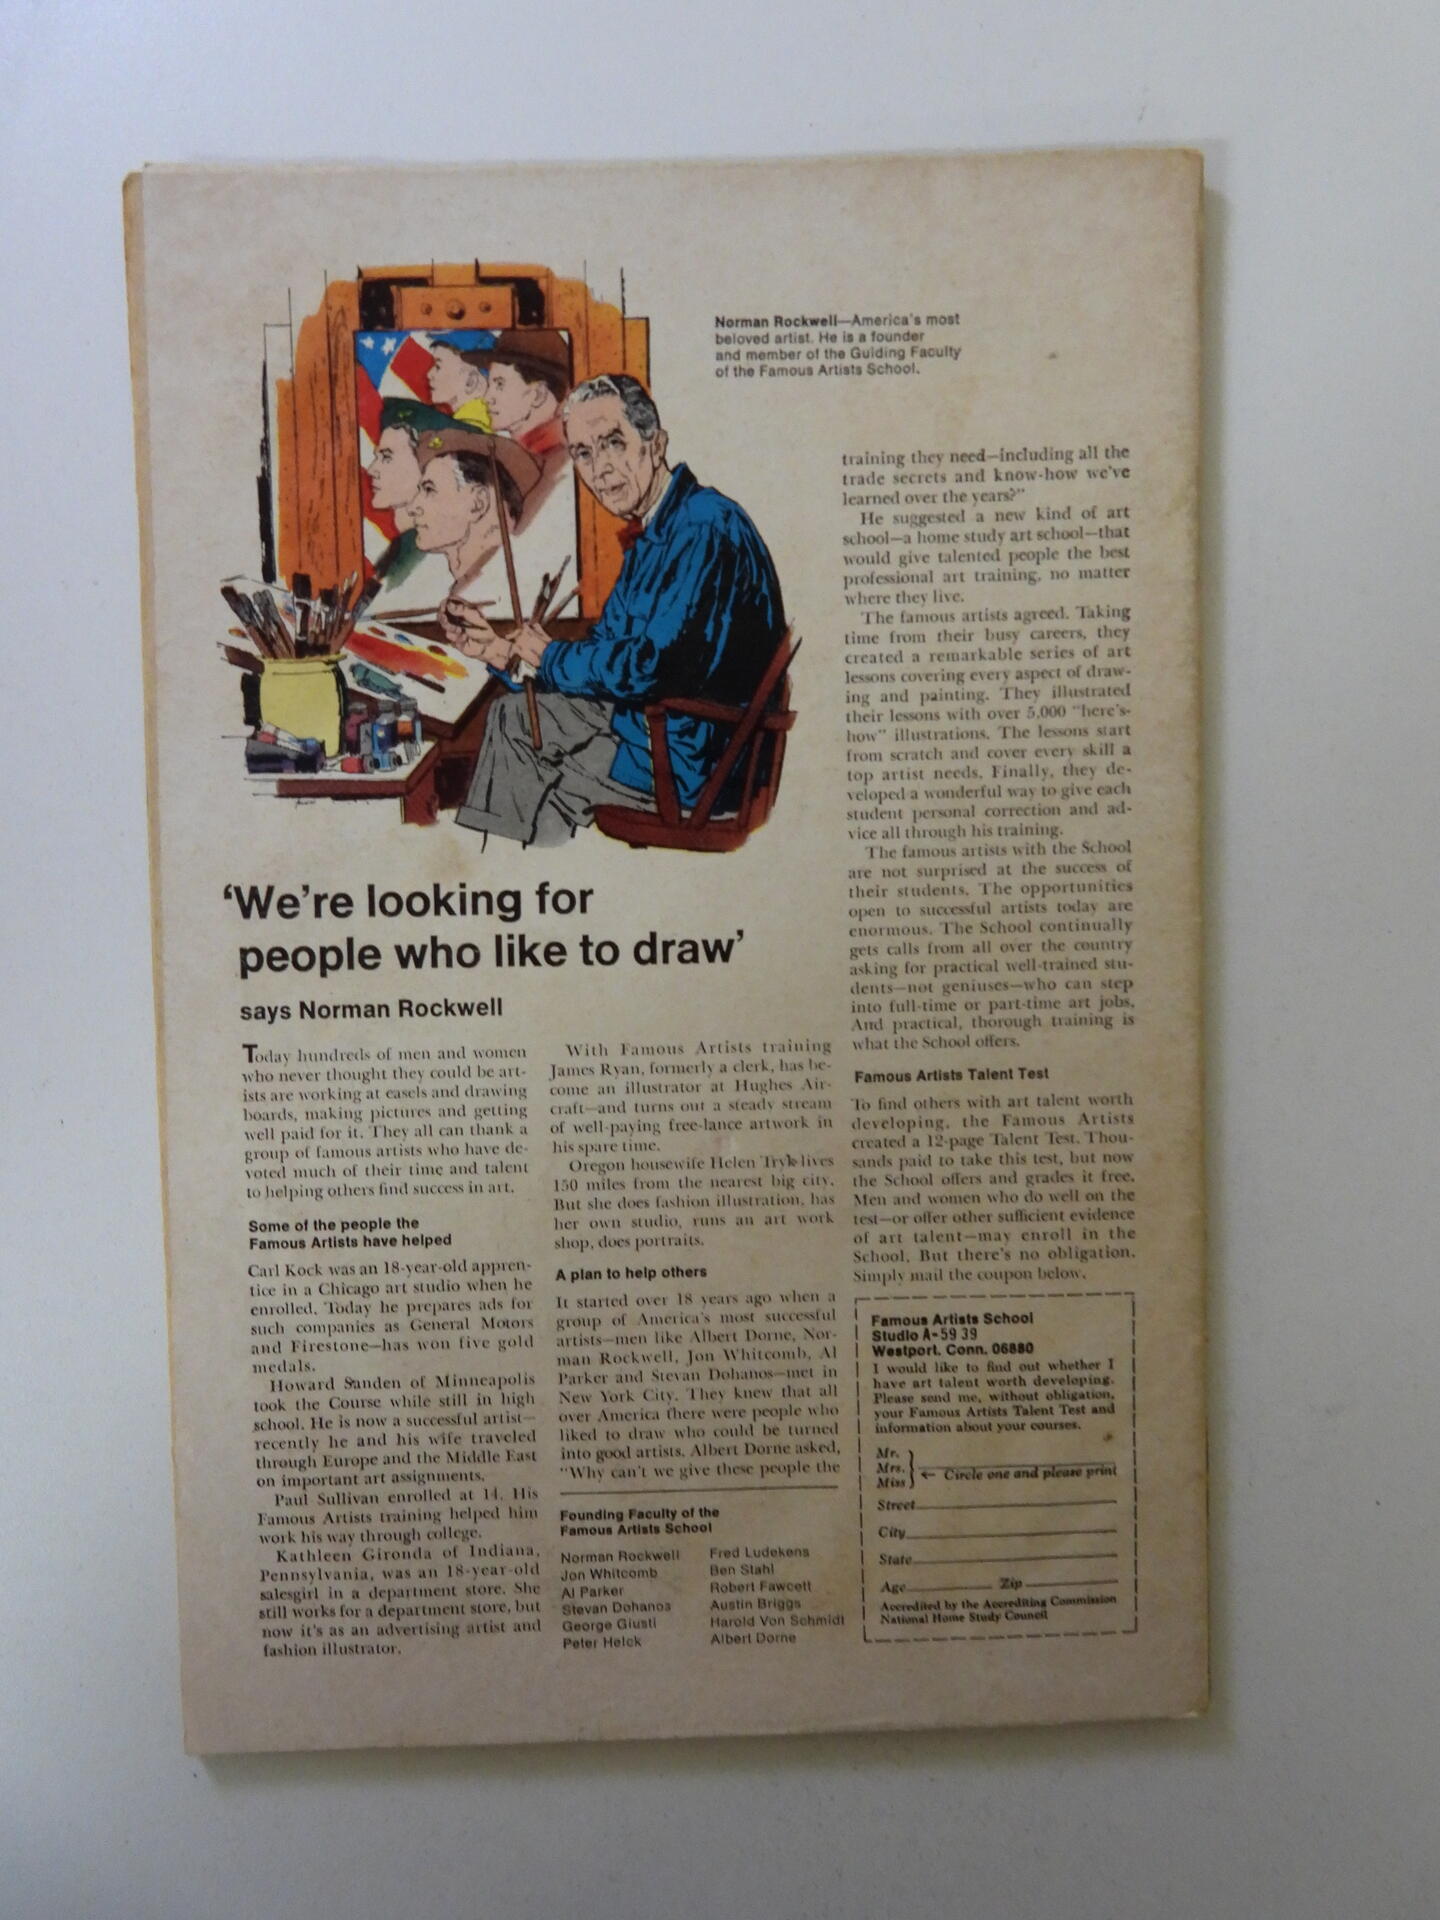 Norman Rockwell—America's most
beloved artist. He is a founder
and member of the Guiding Faculty
of the Famous Artists School.
'We're looking for
people who like to draw'
says Norman Rockwell
Today hundreds of men and women
who never thought they could be art-
ists are working at easels and drawing
boards, making pictures and getting
well paid for it. They all can thank a
group of famous artists who have de-
voted much of their time and talent
to helping others find success in art.
Some of the people the
Famous Artists have helped
Carl Kock was an 18-year-old appren-
tice in a Chicago art studio when he
enrolled. Today he prepares ads for
such companies as General Motors
and Firestone—has won five gold
medals.
Howard Sanden of Minneapolis
took the Course while still in high
school. He is now a successful artist—
recently he and his wife traveled
through Europe and the Middle East
on important art assignments.
Paul Sullivan enrolled at 14. His
Famous Artists training helped him
work his way through college.
Kathleen Gironda of Indiana,
Pennsylvania, was an 18-year-old
salesgirl in a department store. She
still works for a department store, but
now it's as an advertising artist and
fashion illustrator.
With Famous Artists training
James Ryan, formerly a clerk, has be-
come an illustrator at Hughes Air-
craft—and turns out a steady stream
of well-paying free-lance artwork in
his spare time.
Oregon housewife Helen Tryk lives
150 miles from the nearest big city.
But she does fashion illustration, has
her own studio, runs an art work
shop, does portraits.
A plan to help others
It started over 18 years ago when a
group of America's most successful
artists—men like Albert Dorne, Nor-
man Rockwell, Jon Whitcomb, Al
Parker and Stevan Dohanos—met in
New York City. They knew that all
over America there were people who
liked to draw who could be turned
into good artists. Albert Dorne asked,
"Why can't we give these people the
training they need—including all the
trade secrets and know-how we've
learned over the years?"
He suggested a new kind of art
school—a home study art school—that
would give talented people the best
professional art training, no matter
where they live.
The famous artists agreed. Taking
time from their busy careers, they
created a remarkable series of art
lessons covering every aspect of draw-
ing and painting. They illustrated
their lessons with over 5,000 "here's-
how" illustrations. The lessons start
from scratch and cover every skill a
top artist needs. Finally, they de-
veloped a wonderful way to give each
student personal correction and ad-
vice all through his training.
The famous artists with the School
are not surprised at the success of
their students. The opportunities
open to successful artists today are
enormous. The School continually
gets calls from all over the country
asking for practical well-trained stu-
dents—not geniuses—who can step
into full-time or part-time art jobs.
And practical, thorough training is
what the School offers.
Famous Artists Talent Test
To find others with art talent worth
developing, the Famous Artists
created a 12-page Talent Test. Thou-
sands paid to take this test, but now
the School offers and grades it free.
Men and women who do well on the
test—or offer other sufficient evidence
of art talent—may enroll in the
School. But there's no obligation.
Simply mail the coupon below.
Founding Faculty of the
Famous Artists School
Norman Rockwell
Jon Whitcomb
Al Parker
Stevan Dohanos
George Giusti
Peter Helck
Fred Ludekens
Ben Stahl
Robert Fawcett
Austin Briggs
Harold Von Schmidt
Albert Dorne
Famous Artists School
Studio A-5939
Westport, Conn. 06880
I would like to find out whether I
have art talent worth developing.
Please send me, without obligation,
your Famous Artists Talent Test and
information about your courses.
Mr.
Mrs. ← Circle one and please print
Miss
Street
City
State
Age Zip
Accredited by the Accrediting Commission
National Home Study Council